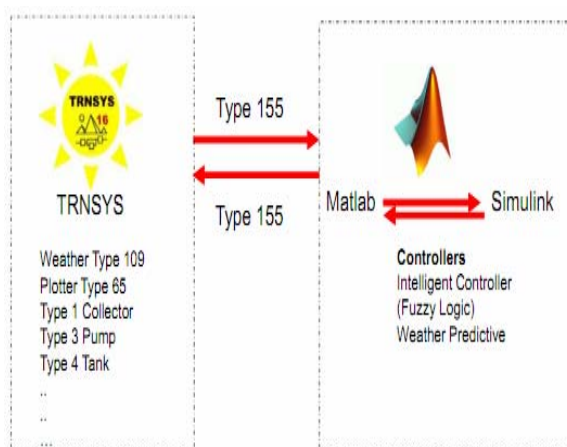 TRNSYS
16
TRNSYS
Weather Type 109
Plotter Type 65
Type 1 Collector
Type 3 Pump
Type 4 Tank
..
..
...
Type 155
Type 155
Matlab
Simulink
Controllers
Intelligent Controller
(Fuzzy Logic)
Weather Predictive